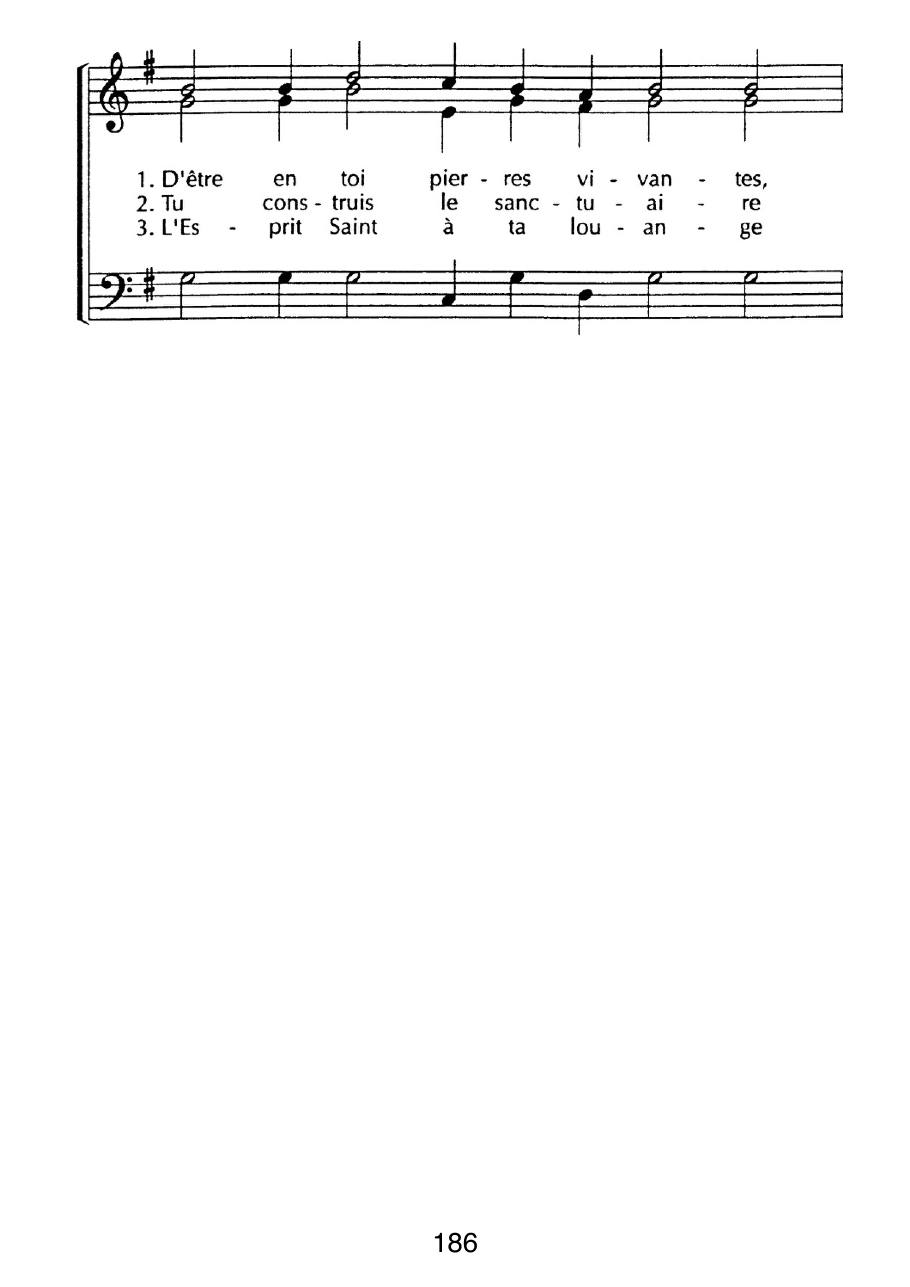 1. D'être en toi pier - res vi - van - tes,
2. Tu cons - truis le sanc - tu - ai - re
3. L'Es - prit Saint à ta lou - an - ge
186